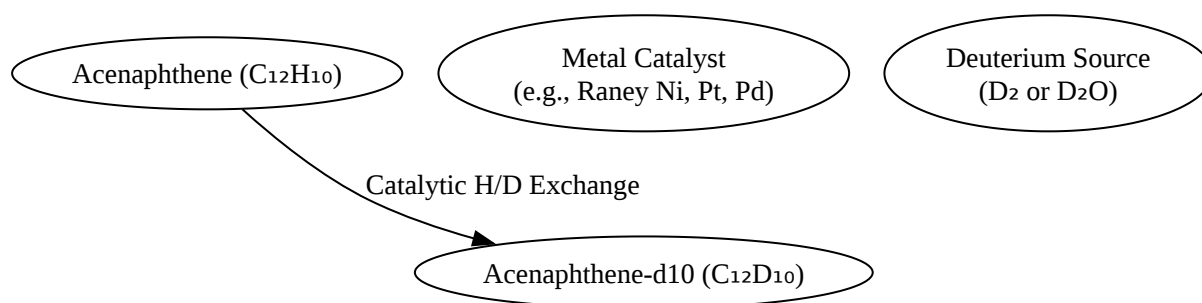 Acenaphthene (C₁₂H₁₀)
Metal Catalyst
(e.g., Raney Ni, Pt, Pd)
Deuterium Source
(D₂ or D₂O)
Catalytic H/D Exchange
Acenaphthene-d10 (C₁₂D₁₀)